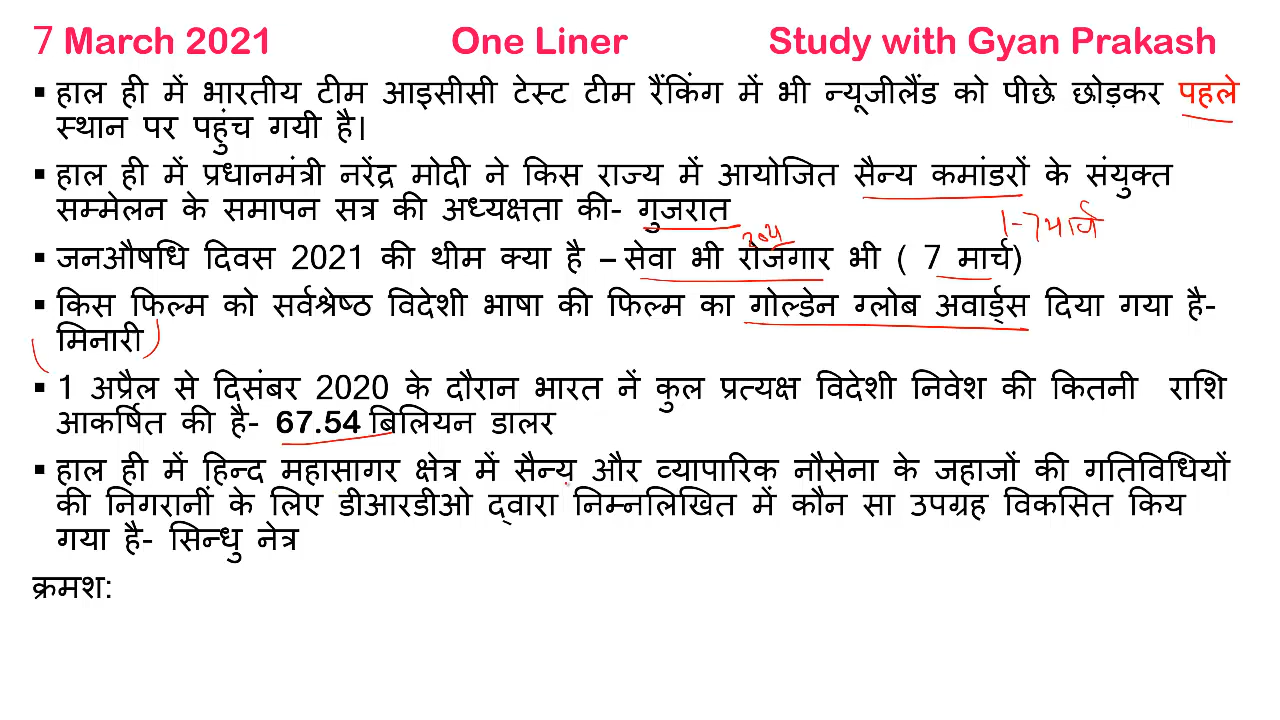 7 March 2021 One Liner Study with Gyan Prakash
▪ हाल ही में भारतीय टीम आइसीसी टेस्ट टीम रैंकिंग में भी न्यूजीलैंड को पीछे छोड़कर पहले
स्थान पर पहुंच गयी है।
▪ हाल ही में प्रधानमंत्री नरेंद्र मोदी ने किस राज्य में आयोजित सैन्य कमांडरों के संयुक्त
सम्मेलन के समापन सत्र की अध्यक्षता की- गुजरात
1-7 मार्च
▪ जनऔषधि दिवस 2021 की थीम क्या है – सेवा भी रोजगार भी ( 7 मार्च)
▪ किस फिल्म को सर्वश्रेष्ठ विदेशी भाषा की फिल्म का गोल्डेन ग्लोब अवार्ड्स दिया गया है-
मिनारी
▪ 1 अप्रैल से दिसंबर 2020 के दौरान भारत नें कुल प्रत्यक्ष विदेशी निवेश की कितनी राशि
आकर्षित की है- 67.54 बिलियन डालर
▪ हाल ही में हिन्द महासागर क्षेत्र में सैन्य और व्यापारिक नौसेना के जहाजों की गतिविधियों
की निगरानीं के लिए डीआरडीओ द्वारा निम्नलिखित में कौन सा उपग्रह विकसित किय
गया है- सिन्धु नेत्र
क्रमश: